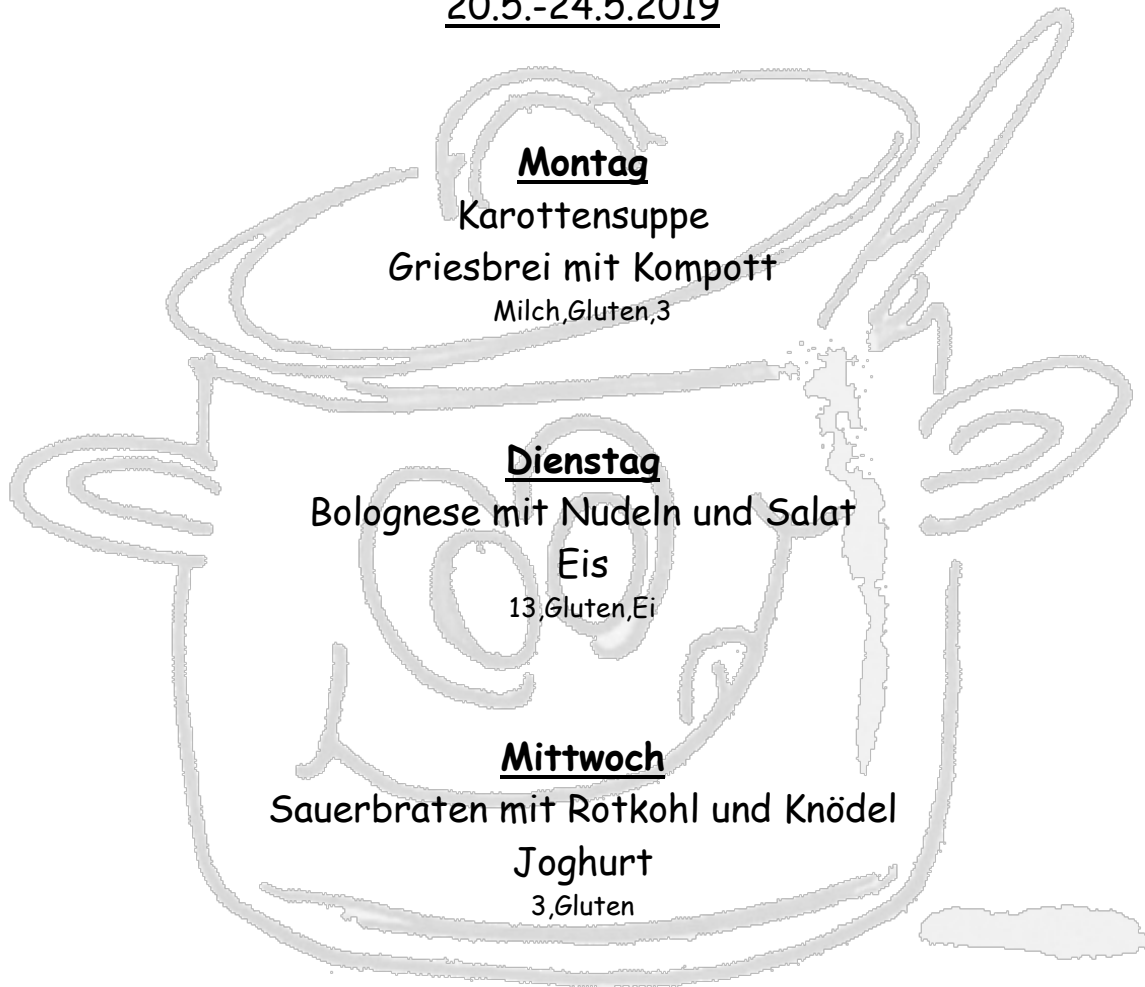 20.5.-24.5.2019
Montag
Karottensuppe
Griesbrei mit Kompott
Milch,Gluten,3
Dienstag
Bolognese mit Nudeln und Salat
Eis
13,Gluten,Ei
Mittwoch
Sauerbraten mit Rotkohl und Knödel
Joghurt
3,Gluten